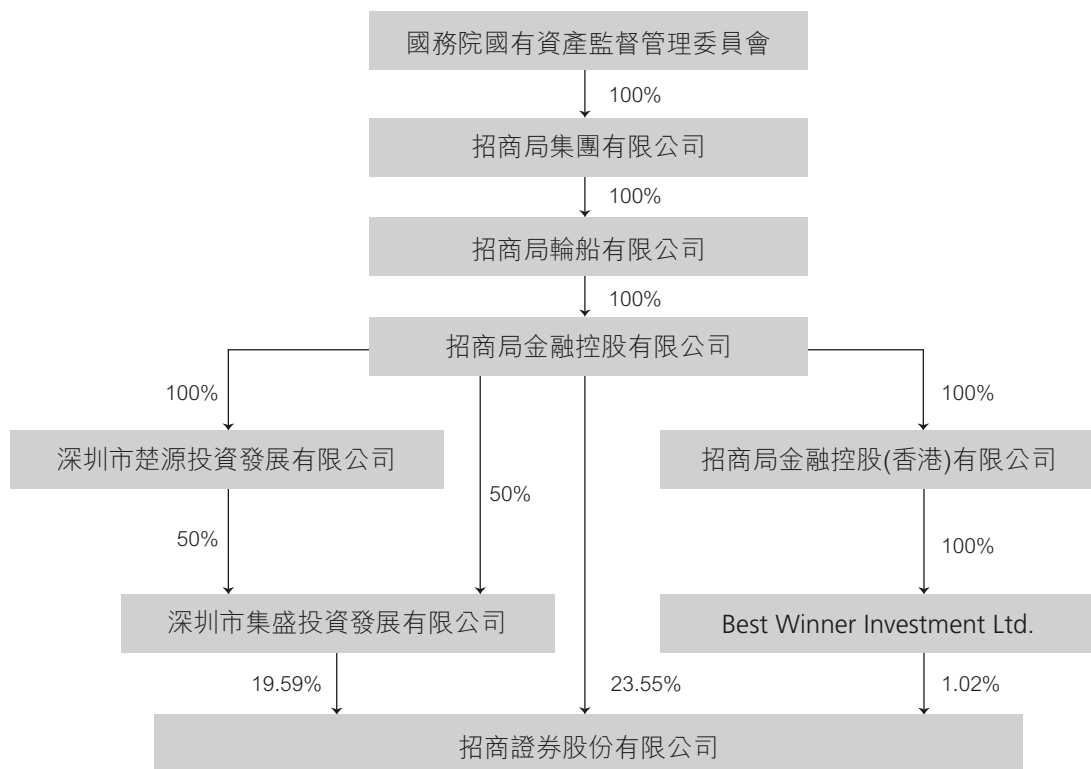 國務院國有資產監督管理委員會
100%
招商局集團有限公司
100%
招商局輪船有限公司
100%
招商局金融控股有限公司
100%
100%
深圳市楚源投資發展有限公司
招商局金融控股(香港)有限公司
50%
50%
100%
深圳市集盛投資發展有限公司
Best Winner Investment Ltd.
19.59%
23.55%
1.02%
招商證券股份有限公司